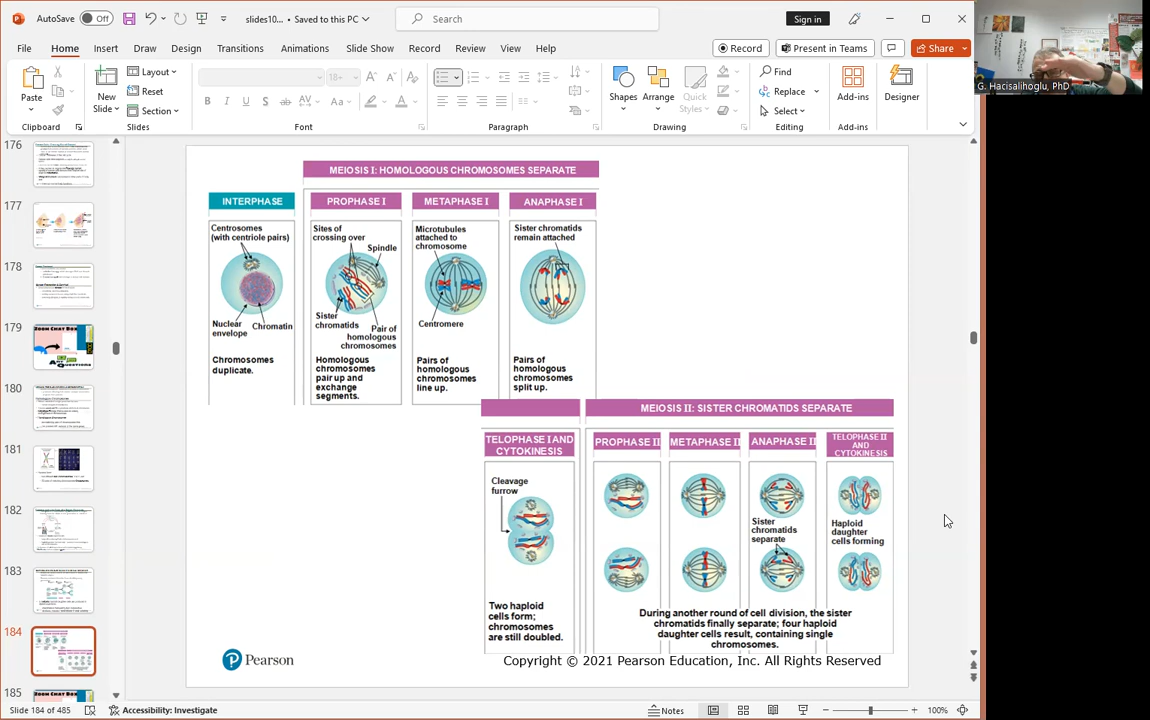 AutoSave Off slides10... • Saved to this PC Search Sign in
File Home Insert Draw Design Transitions Animations Slide Show Record Review View Help Record Present in Teams Share
G. Hacisalihoglu, PhD
Paste
New
Slide
Layout
Reset
Section
18+
B I U S ab AV Aa A
Shapes
Arrange
Quick
Styles
Find
Replace
Select
Add-ins
Designer
Clipboard Slides Font Paragraph Drawing Editing Add-ins
176
177
178
179
180
181
182
183
184
185
MEIOSIS I: HOMOLOGOUS CHROMOSOMES SEPARATE
INTERPHASE
Centrosomes
(with centriole pairs)
Nuclear
envelope
Chromatin
Chromosomes
duplicate.
PROPHASE I
Sites of
crossing over
Spindle
Sister
chromatids
Pair of
homologous
chromosomes
Homologous
chromosomes
pair up and
exchange
segments.
METAPHASE I
Microtubules
attached to
chromosome
Centromere
Pairs of
homologous
chromosomes
line up.
ANAPHASE I
Sister chromatids
remain attached
Pairs of
homologous
chromosomes
split up.
MEIOSIS II: SISTER CHROMATIDS SEPARATE
TELOPHASE I AND
CYTOKINESIS
Cleavage
furrow
Two haploid
cells form;
chromosomes
are still doubled.
PROPHASE II
METAPHASE II
ANAPHASE II
Sister
chromatids
separate
TELOPHASE II
AND
CYTOKINESIS
Haploid
daughter
cells forming
During another round of cell division, the sister
chromatids finally separate; four haploid
daughter cells result, containing single
chromosomes.
Pearson
Copyright © 2021 Pearson Education, Inc. All Rights Reserved
Slide 184 of 485 Accessibility: Investigate Notes 100%